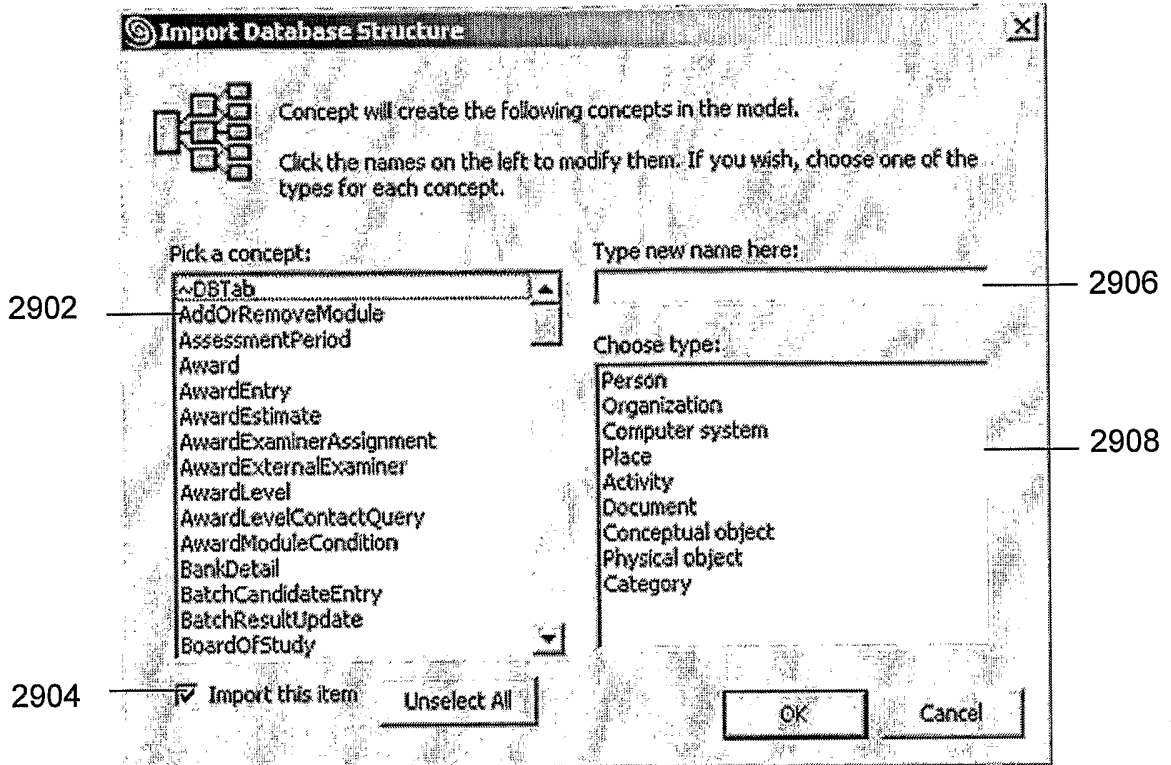 Import Database Structure
Concept will create the following concepts in the model.
Click the names on the left to modify them. If you wish, choose one of the
types for each concept.
Pick a concept:
~DBTab
AddOrRemoveModule
AssessmentPeriod
Award
AwardEntry
AwardEstimate
AwardExaminerAssignment
AwardExternalExaminer
AwardLevel
AwardLevelContactQuery
AwardModuleCondition
BankDetail
BatchCandidateEntry
BatchResultUpdate
BoardOfStudy
2902
2904
Import this item
Unselect All
Type new name here:
2906
Choose type:
Person
Organization
Computer system
Place
Activity
Document
Conceptual object
Physical object
Category
2908
OK
Cancel